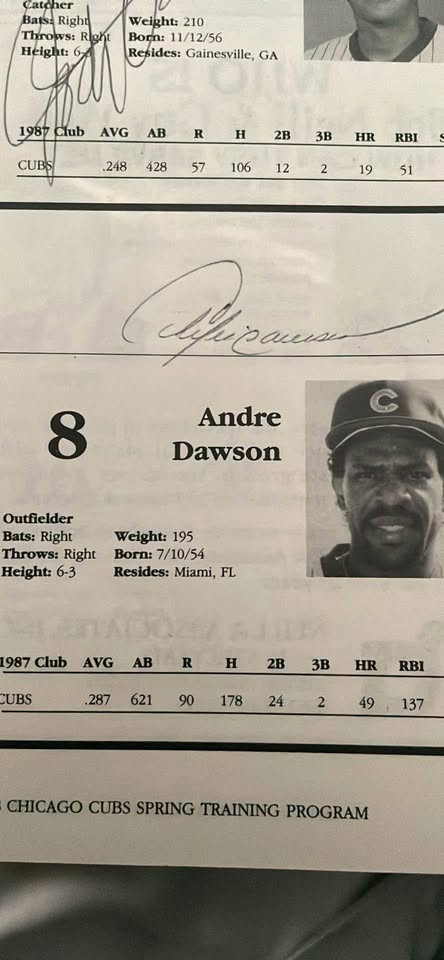 Catcher
Bats: Right Weight: 210
Throws: Right Born: 11/12/56
Height: Resides: Gainesville, GA
1987 Club AVG AB R H 2B 3B HR RBI
CUBS .248 428 57 106 12 2 19 51
Andre Dawson
8
Andre
Dawson
C
Outfielder
Bats: Right Weight: 195
Throws: Right Born: 7/10/54
Height: 6-3 Resides: Miami, FL
1987 Club AVG AB R H 2B 3B HR RBI
CUBS .287 621 90 178 24 2 49 137
CHICAGO CUBS SPRING TRAINING PROGRAM